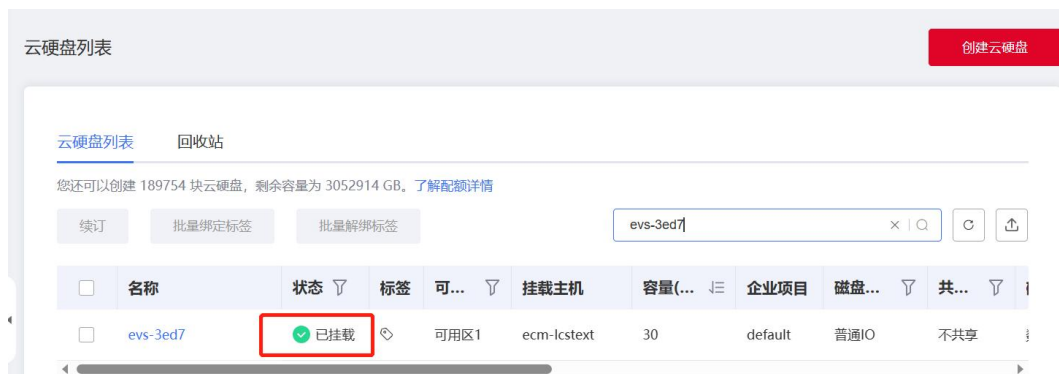 云硬盘列表
创建云硬盘
云硬盘列表 回收站
您还可以创建 189754 块云硬盘，剩余容量为 3052914 GB。了解配额详情
续订 批量绑定标签 批量解绑标签 evs-3ed7
名称 状态 标签 可... 挂载主机 容量(... 企业项目 磁盘... 共...
evs-3ed7 已挂载 可用区1 ecm-lcstext 30 default 普通IO 不共享